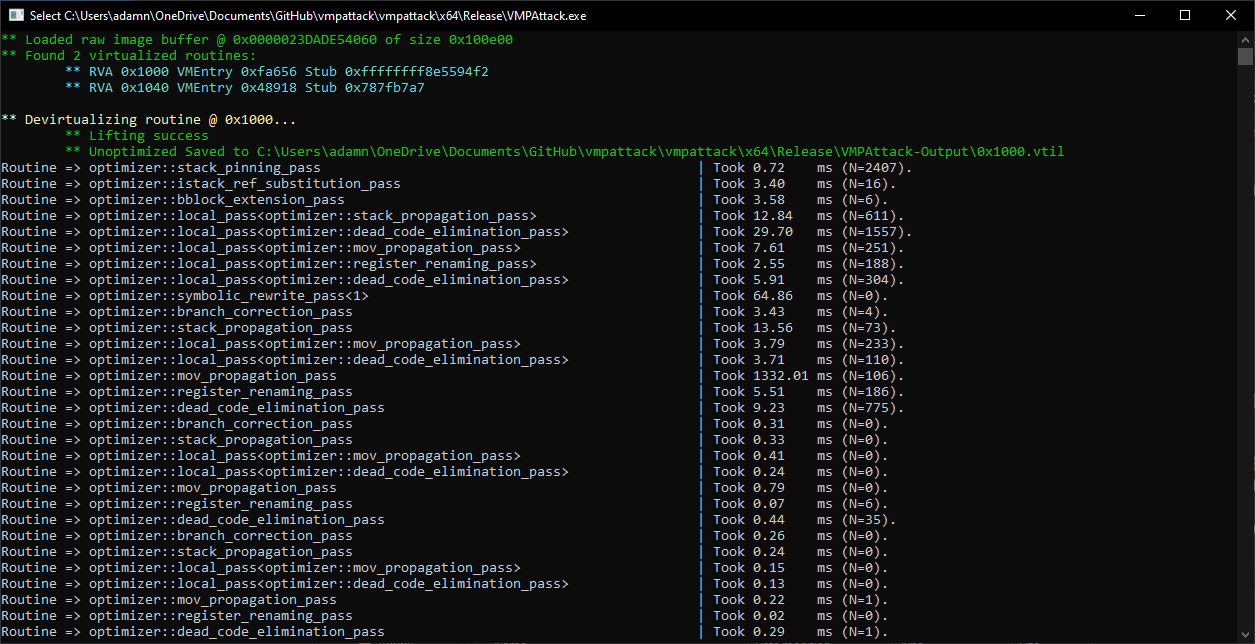 Select C:\Users\adamn\OneDrive\Documents\GitHub\vmpattack\vmpattack\x64\Release\VMPAttack.exe
** Loaded raw image buffer @ 0x0000023DADE54060 of size 0x100e00
** Found 2 virtualized routines:
** RVA 0x1000 VMEntry 0xfa656 Stub 0xffffffff8e5594f2
** RVA 0x1040 VMEntry 0x48918 Stub 0x787fb7a7
** Devirtualizing routine @ 0x1000...
** Lifting success
** Unoptimized Saved to C:\Users\adamn\OneDrive\Documents\GitHub\vmpattack\vmpattack\x64\Release\VMPAttack-Output\0x1000.vtil
Routine => optimizer::stack_pinning_pass | Took 0.72 ms (N=2407).
Routine => optimizer::istack_ref_substitution_pass | Took 3.40 ms (N=16).
Routine => optimizer::bblock_extension_pass | Took 3.58 ms (N=6).
Routine => optimizer::local_pass<optimizer::stack_propagation_pass> | Took 12.84 ms (N=611).
Routine => optimizer::local_pass<optimizer::dead_code_elimination_pass> | Took 29.70 ms (N=1557).
Routine => optimizer::local_pass<optimizer::mov_propagation_pass> | Took 7.61 ms (N=251).
Routine => optimizer::local_pass<optimizer::register_renaming_pass> | Took 2.55 ms (N=188).
Routine => optimizer::local_pass<optimizer::dead_code_elimination_pass> | Took 5.91 ms (N=304).
Routine => optimizer::symbolic_rewrite_pass<1> | Took 64.86 ms (N=0).
Routine => optimizer::branch_correction_pass | Took 3.43 ms (N=4).
Routine => optimizer::stack_propagation_pass | Took 13.56 ms (N=73).
Routine => optimizer::local_pass<optimizer::mov_propagation_pass> | Took 3.79 ms (N=233).
Routine => optimizer::local_pass<optimizer::dead_code_elimination_pass> | Took 3.71 ms (N=110).
Routine => optimizer::mov_propagation_pass | Took 1332.01 ms (N=106).
Routine => optimizer::register_renaming_pass | Took 5.51 ms (N=186).
Routine => optimizer::dead_code_elimination_pass | Took 9.23 ms (N=775).
Routine => optimizer::branch_correction_pass | Took 0.31 ms (N=0).
Routine => optimizer::stack_propagation_pass | Took 0.33 ms (N=0).
Routine => optimizer::local_pass<optimizer::mov_propagation_pass> | Took 0.41 ms (N=0).
Routine => optimizer::local_pass<optimizer::dead_code_elimination_pass> | Took 0.24 ms (N=0).
Routine => optimizer::mov_propagation_pass | Took 0.79 ms (N=0).
Routine => optimizer::register_renaming_pass | Took 0.07 ms (N=6).
Routine => optimizer::dead_code_elimination_pass | Took 0.44 ms (N=35).
Routine => optimizer::branch_correction_pass | Took 0.26 ms (N=0).
Routine => optimizer::stack_propagation_pass | Took 0.24 ms (N=0).
Routine => optimizer::local_pass<optimizer::mov_propagation_pass> | Took 0.15 ms (N=0).
Routine => optimizer::local_pass<optimizer::dead_code_elimination_pass> | Took 0.13 ms (N=0).
Routine => optimizer::mov_propagation_pass | Took 0.22 ms (N=1).
Routine => optimizer::register_renaming_pass | Took 0.02 ms (N=0).
Routine => optimizer::dead_code_elimination_pass | Took 0.29 ms (N=1).